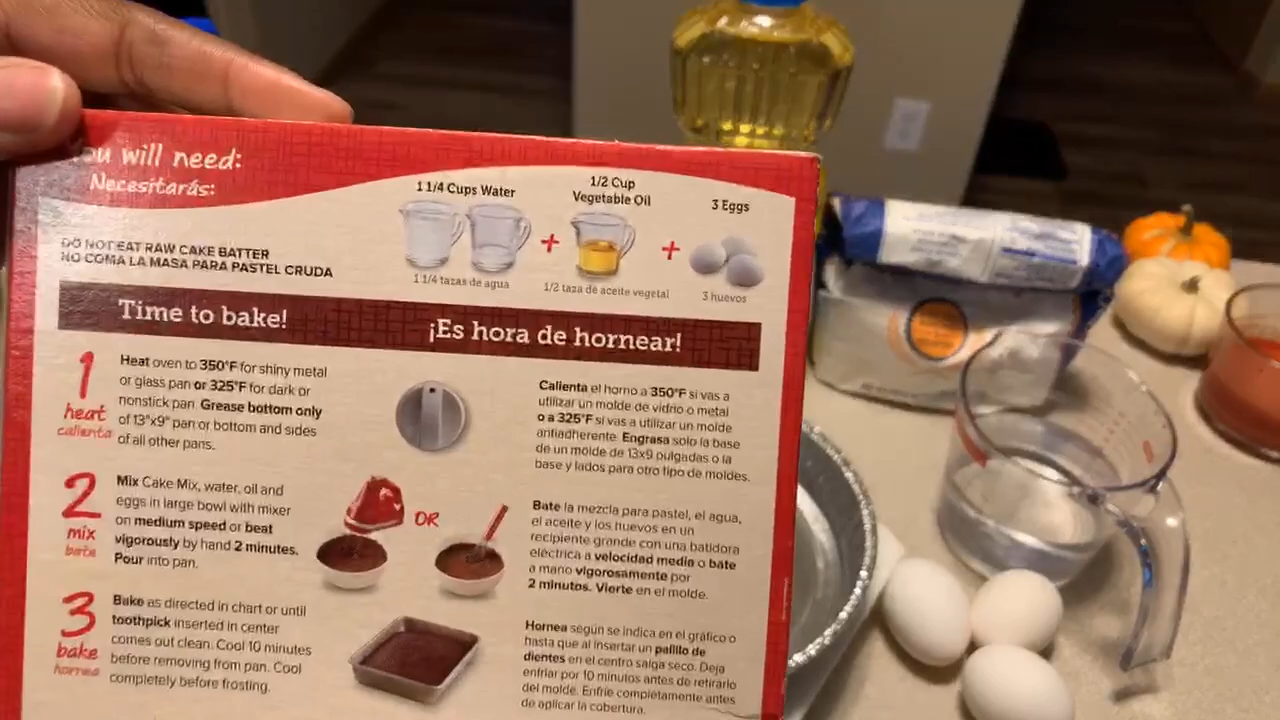 You will need:
Necesitarás:
1 1/4 Cups Water
1/2 Cup
Vegetable Oil
3 Eggs
DO NOT EAT RAW CAKE BATTER
NO COMA LA MASA PARA PASTEL CRUDA
+
+
1 1/4 tazas de agua
1/2 taza de aceite vegetal
3 huevos
Time to bake!
¡Es hora de hornear!
1
heat
calienta
Heat oven to 350°F for shiny metal
or glass pan or 325°F for dark or
nonstick pan. Grease bottom only
of 13"x9" pan or bottom and sides
of all other pans.
Calienta el horno a 350°F si vas a
utilizar un molde de vidrio o metal
o a 325°F si vas a utilizar un molde
antiadherente. Engrasa solo la base
de un molde de 13x9 pulgadas o la
base y lados para otro tipo de moldes.
2
mix
bate
Mix Cake Mix, water, oil and
eggs in large bowl with mixer
on medium speed or beat
vigorously by hand 2 minutes.
Pour into pan.
OR
Bate la mezcla para pastel, el agua,
el aceite y los huevos en un
recipiente grande con una batidora
eléctrica a velocidad media o bate
a mano vigorosamente por
2 minutos. Vierte en el molde.
3
bake
hornea
Bake as directed in chart or until
toothpick inserted in center
comes out clean. Cool 10 minutes
before removing from pan. Cool
completely before frosting.
Hornea según se indica en el gráfico o
hasta que al insertar un palillo de
dientes en el centro salga seco. Deja
enfriar por 10 minutos antes de retirarlo
del molde. Enfríe completamente antes
de aplicar la cobertura.